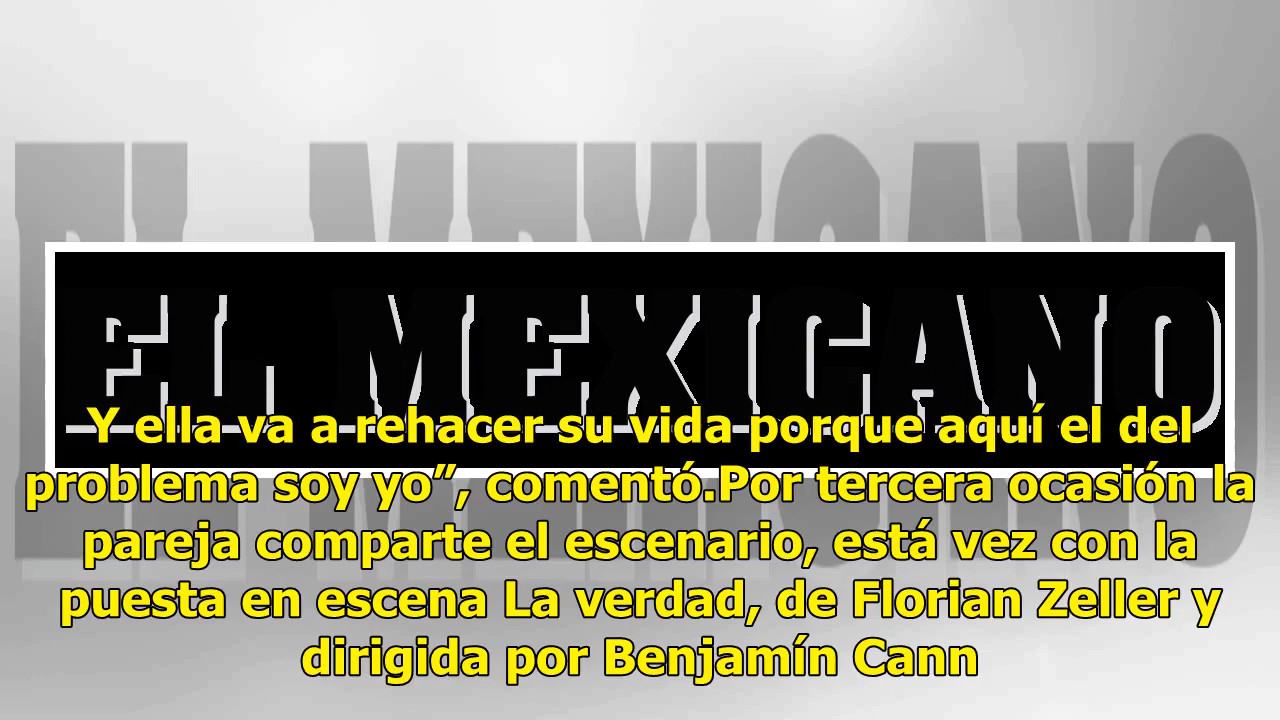 EL MEXICANO
EL MEXICANO
Y ella va a rehacer su vida porque aquí el del
problema soy yo”, comentó.Por tercera ocasión la
pareja comparte el escenario, está vez con la
puesta en escena La verdad, de Florian Zeller y
dirigida por Benjamín Cann